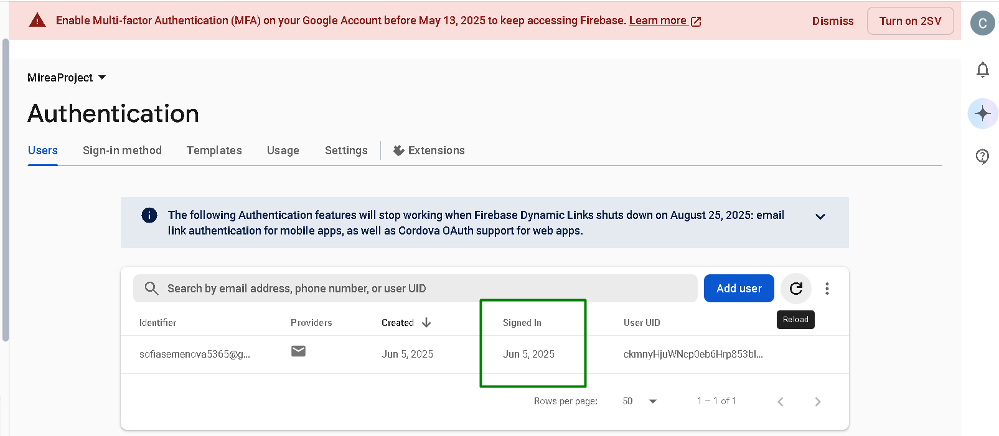 Enable Multi-factor Authentication (MFA) on your Google Account before May 13, 2025 to keep accessing Firebase. Learn more
Dismiss
Turn on 2SV
C
MireaProject
Authentication
Users
Sign-in method
Templates
Usage
Settings
Extensions
The following Authentication features will stop working when Firebase Dynamic Links shuts down on August 25, 2025: email
link authentication for mobile apps, as well as Cordova OAuth support for web apps.
Search by email address, phone number, or user UID
Add user
Reload
Identifier
Providers
Created
Signed In
User UID
sofiasemenova5365@g...
Jun 5, 2025
Jun 5, 2025
ckmnyHjuWNcp0eb6Hrp853bI...
Rows per page:
50
1 – 1 of 1